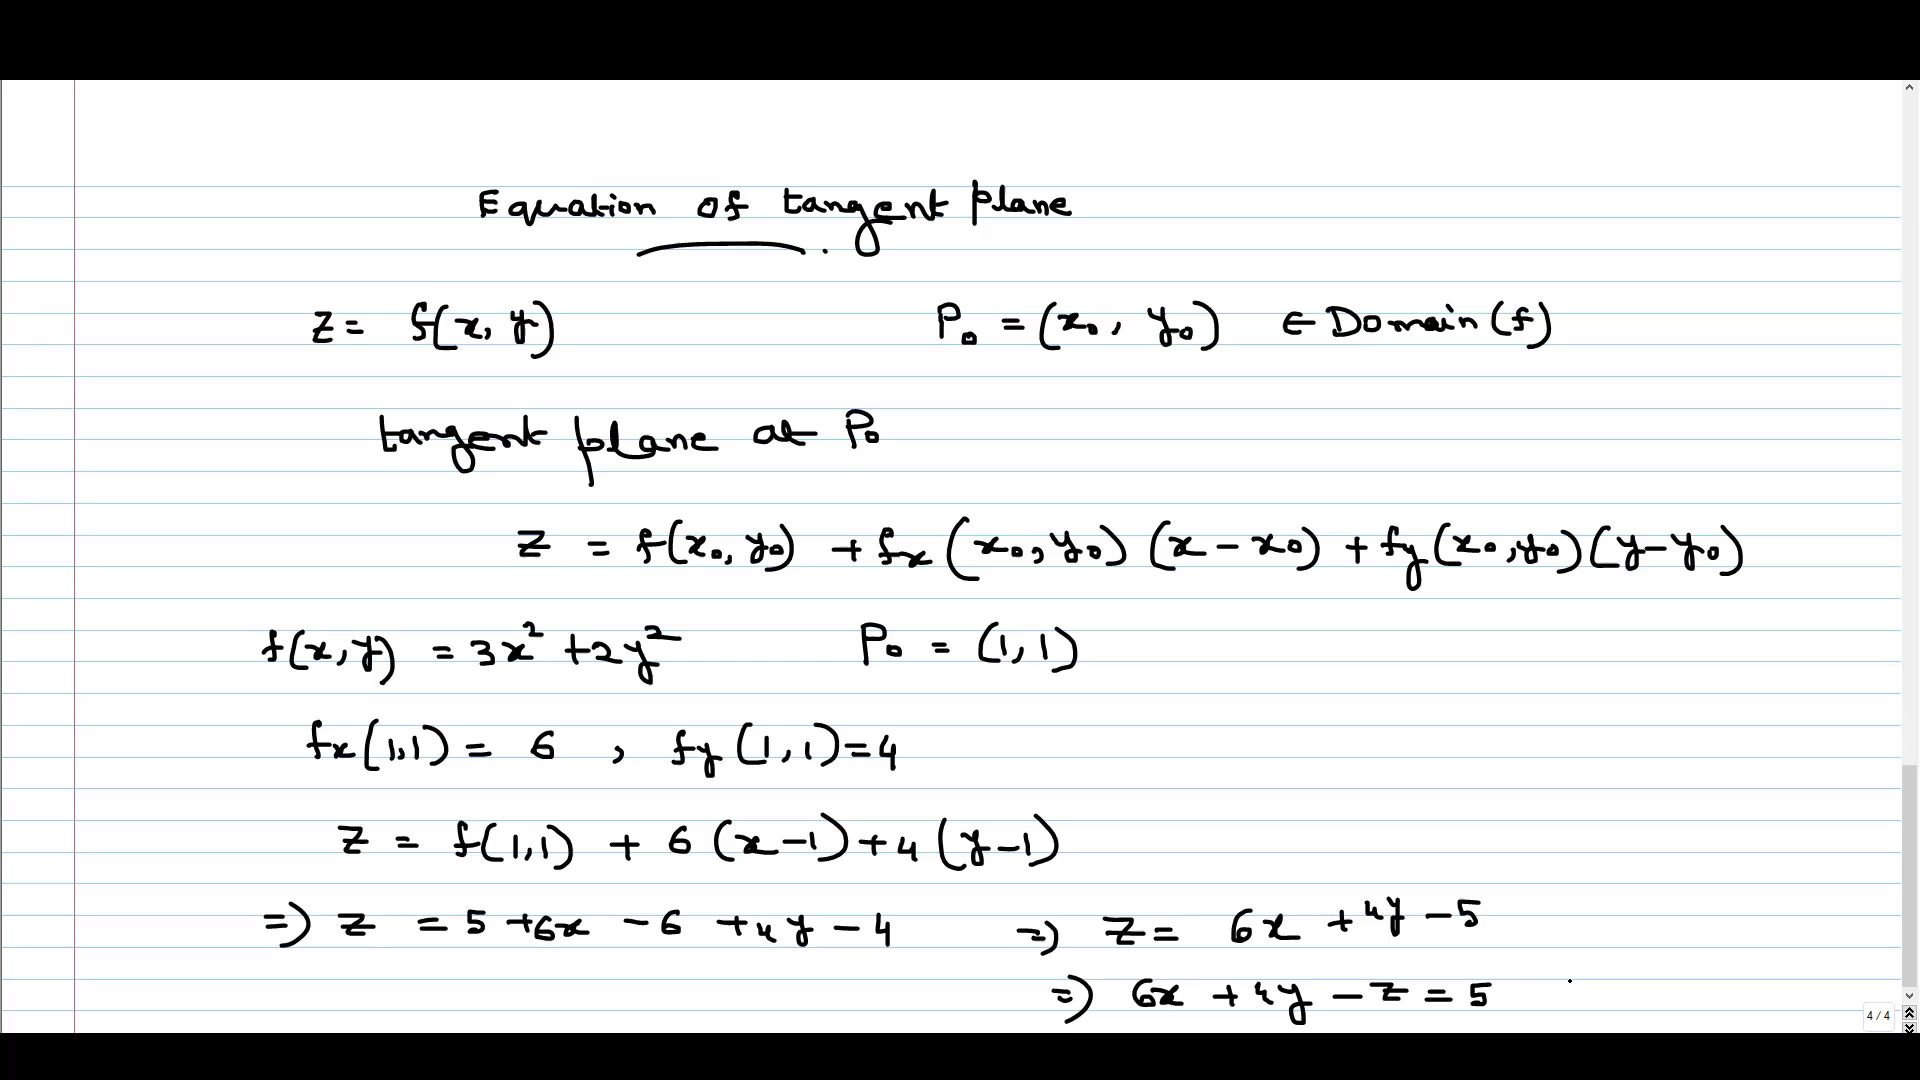 Equation of tangent plane
z = f(x, y) P₀ = (x₀, y₀) ∈ Domain(f)
tangent plane at P₀
z = f(x₀, y₀) + fx (x₀, y₀) (x - x₀) + fy (x₀, y₀) (y - y₀)
f(x, y) = 3x² + 2y² P₀ = (1, 1)
fx (1,1) = 6 , fy (1, 1) = 4
z = f(1,1) + 6 (x - 1) + 4 (y - 1)
=> z = 5 + 6x - 6 + 4y - 4 => z = 6x + 4y - 5
=> 6x + 4y - z = 5
4 / 4